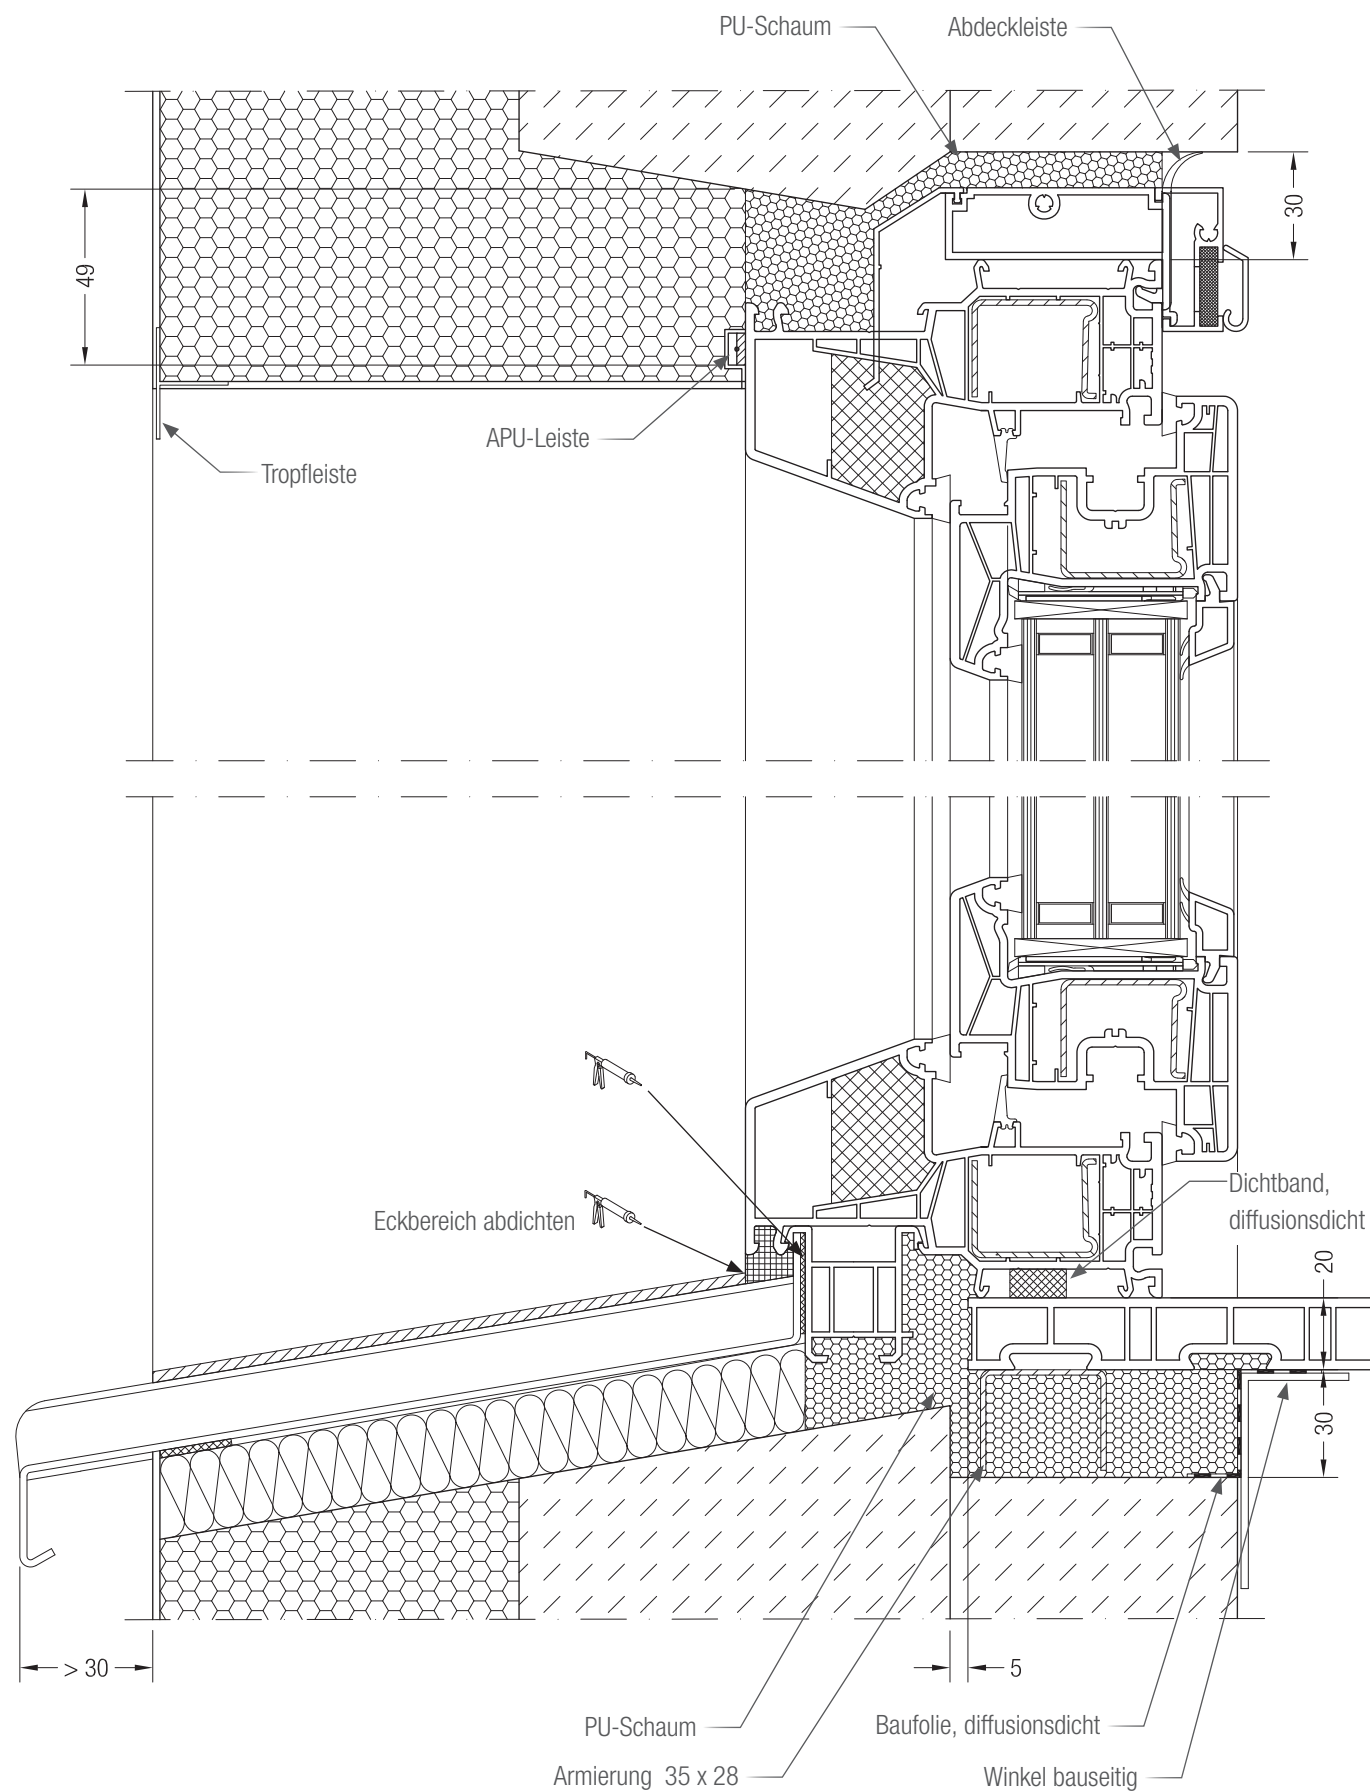 PU-Schaum
Abdeckleiste
30
49
APU-Leiste
Tropfleiste
Eckbereich abdichten
Dichtband,
diffusionsdicht
20
30
> 30
5
PU-Schaum
Baufolie, diffusionsdicht
Armierung 35 x 28
Winkel bauseitig